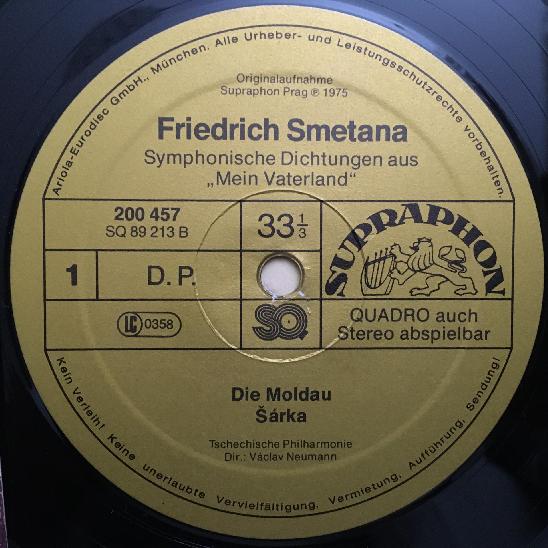 Ariola-Eurodisc GmbH., München. Alle Urheber- und Leistungsschutzrechte vorbehalten.
Originalaufnahme
Supraphon Prag ℗ 1975
Friedrich Smetana
Symphonische Dichtungen aus
„Mein Vaterland"
200 457
SQ 89 213 B
33 1/3
SUPRAPHON
1
D. P.
LC 0358
SQ
QUADRO auch
Stereo abspielbar
Die Moldau
Šárka
Tschechische Philharmonie
Dir.: Václav Neumann
Kein Verleih! Keine unerlaubte Vervielfältigung, Vermietung, Aufführung, Sendung!